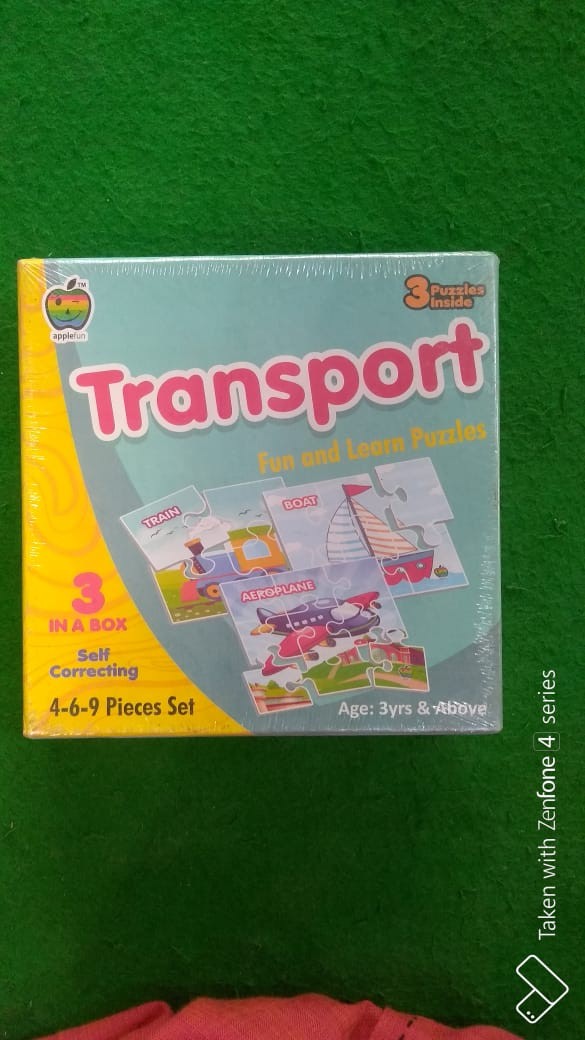 TM
applefun
3 Puzzles
Inside
Transport
Fun and Learn Puzzles
TRAIN
BOAT
AEROPLANE
3
IN A BOX
Self
Correcting
4-6-9 Pieces Set
Age: 3yrs & Above
Taken with Zenfone 4 series